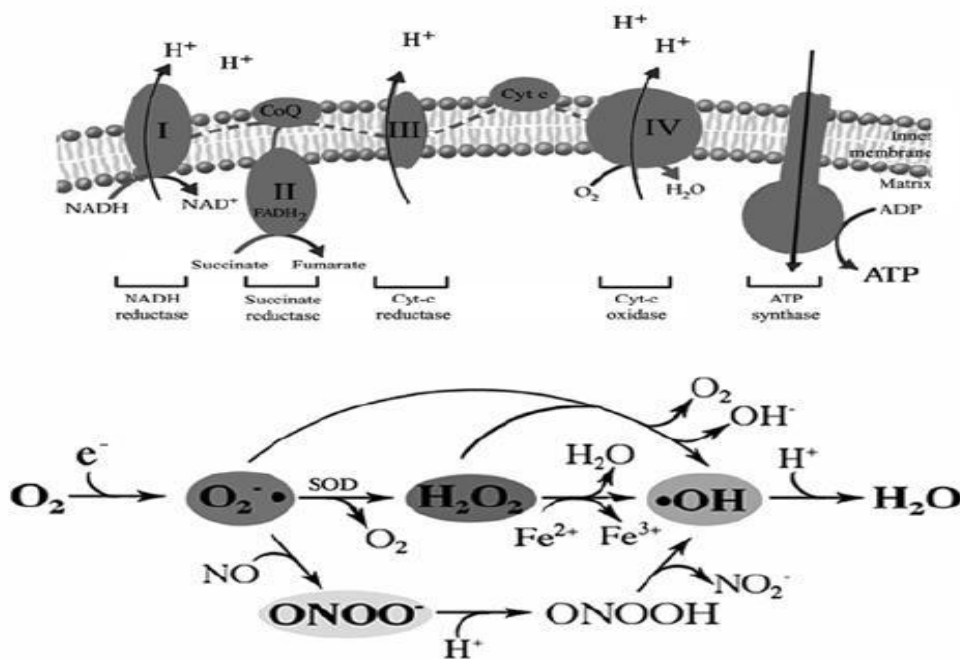 H⁺
H⁺
H⁺
H⁺
H⁺
I
CoQ
III
Cyt c
IV
Inner
membrane
Matrix
NADH
NAD⁺
II
FADH₂
O₂
H₂O
ADP
ATP
Succinate
Fumarate
NADH
reductase
Succinate
reductase
Cyt-c
reductase
Cyt-c
oxidase
ATP
synthase
O₂
OH⁻
e⁻
SOD
H₂O
H⁺
O₂
O₂⁻•
H₂O₂
•OH
H₂O
O₂
Fe²⁺
Fe³⁺
NO
NO₂⁻
ONOO⁻
H⁺
ONOOH